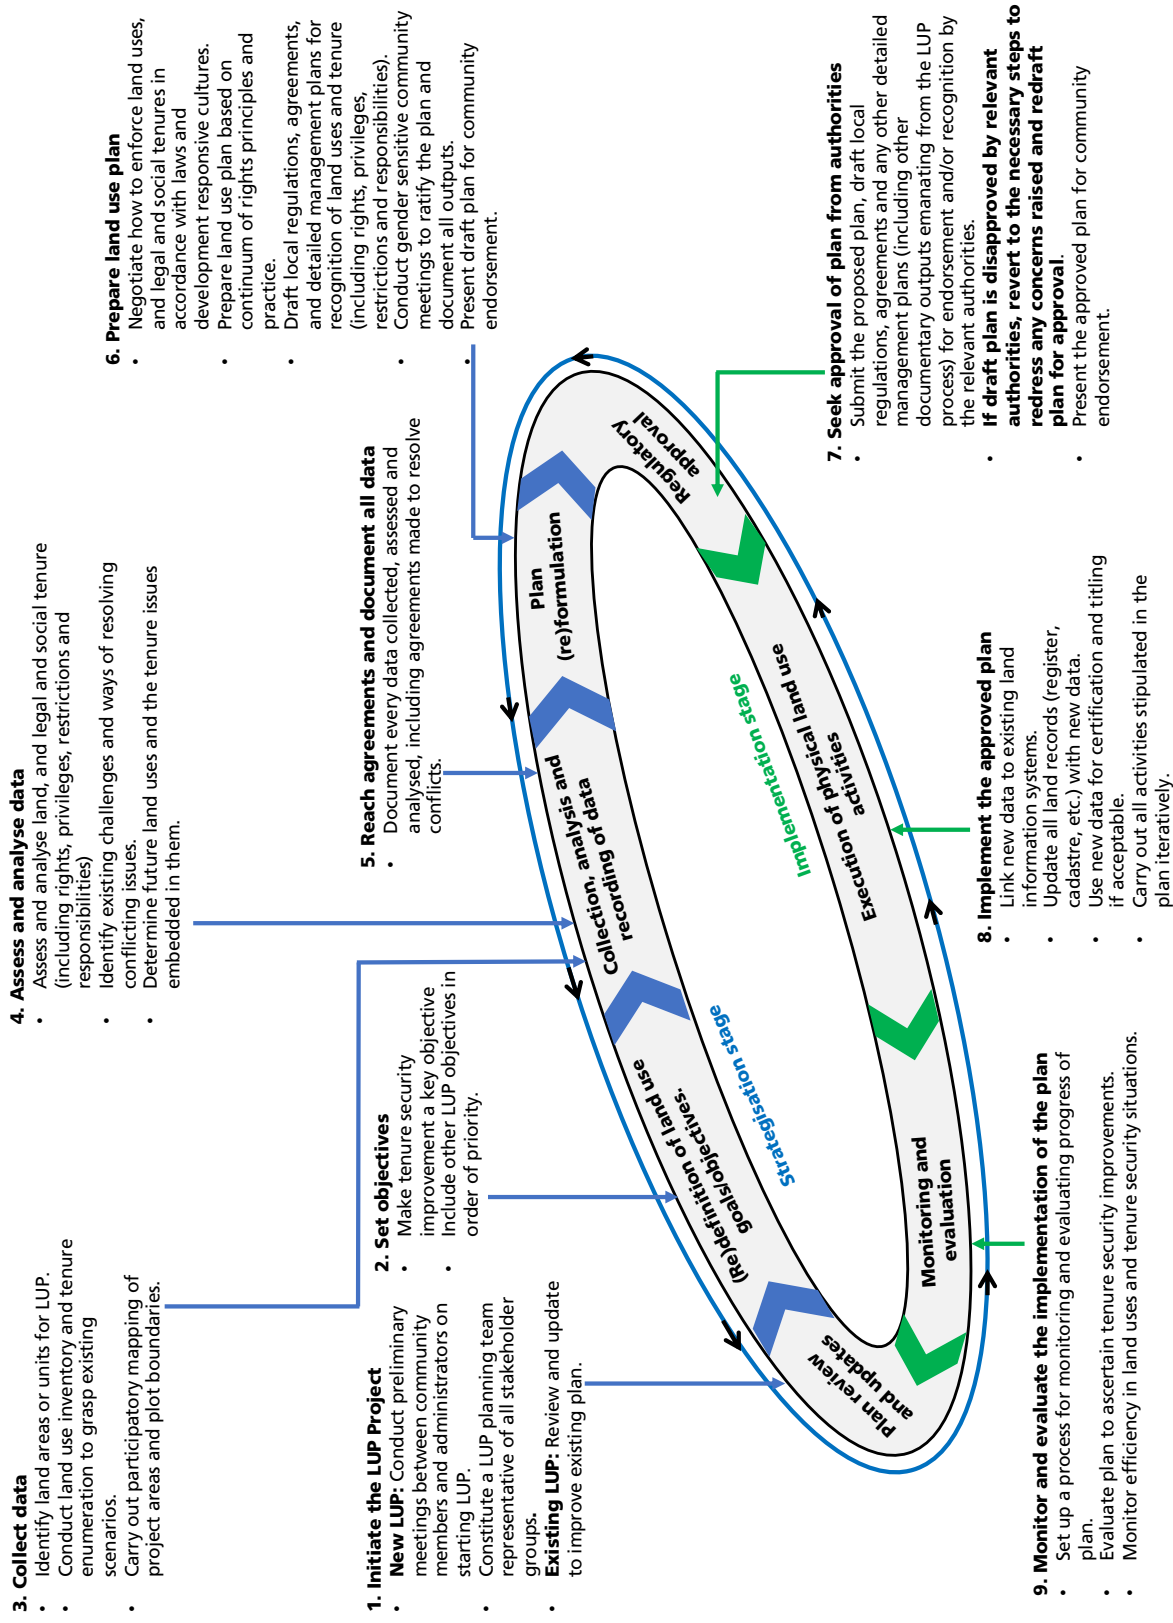 3. Collect data
• Identify land areas or units for LUP.
• Conduct land use inventory and tenure
enumeration to grasp existing
scenarios.
• Carry out participatory mapping of
project areas and plot boundaries.
4. Assess and analyse data
• Assess and analyse land, and legal and social tenure
(including rights, privileges, restrictions and
responsibilities)
• Identify existing challenges and ways of resolving
conflicting issues.
• Determine future land uses and the tenure issues
embedded in them.
6. Prepare land use plan
• Negotiate how to enforce land uses,
and legal and social tenures in
accordance with laws and
development responsive cultures.
• Prepare land use plan based on
continuum of rights principles and
practice.
• Draft local regulations, agreements,
and detailed management plans for
recognition of land uses and tenure
(including rights, privileges,
restrictions and responsibilities).
• Conduct gender sensitive community
meetings to ratify the plan and
document all outputs.
• Present draft plan for community
endorsement.
1. Initiate the LUP Project
• New LUP: Conduct preliminary
meetings between community
members and administrators on
starting LUP.
• Constitute a LUP planning team
representative of all stakeholder
groups.
• Existing LUP: Review and update
to improve existing plan.
2. Set objectives
• Make tenure security
improvement a key objective
• Include other LUP objectives in
order of priority.
5. Reach agreements and document all data
• Document every data collected, assessed and
analysed, including agreements made to resolve
conflicts.
Plan review
and updates
(Re)definition of land use
goals/objectives.
Collection, analysis and
recording of data
Plan
(re)formulation
Regulatory
approval
Strategisation stage
Implementation stage
Execution of physical land use
activities
Monitoring and
evaluation
7. Seek approval of plan from authorities
• Submit the proposed plan, draft local
regulations, agreements and any other detailed
management plans (including other
documentary outputs emanating from the LUP
process) for endorsement and/or recognition by
the relevant authorities.
• If draft plan is disapproved by relevant
authorities, revert to the necessary steps to
redress any concerns raised and redraft
plan for approval.
• Present the approved plan for community
endorsement.
8. Implement the approved plan
• Link new data to existing land
information systems.
• Update all land records (register,
cadastre, etc.) with new data.
• Use new data for certification and titling
if acceptable.
• Carry out all activities stipulated in the
plan iteratively.
9. Monitor and evaluate the implementation of the plan
• Set up a process for monitoring and evaluating progress of
plan.
• Evaluate plan to ascertain tenure security improvements.
• Monitor efficiency in land uses and tenure security situations.